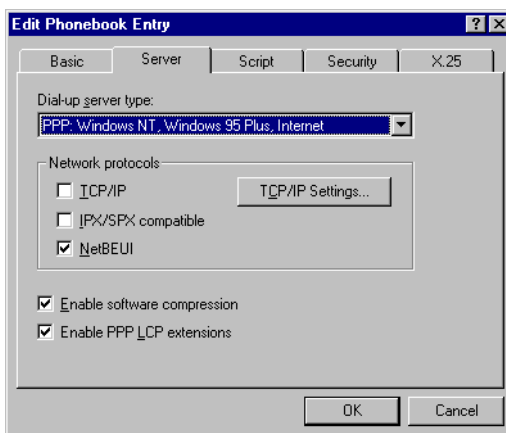 Edit Phonebook Entry
Basic Server Script Security X.25
Dial-up server type:
PPP: Windows NT, Windows 95 Plus, Internet
Network protocols
TCP/IP TCP/IP Settings...
IPX/SPX compatible
NetBEUI
Enable software compression
Enable PPP LCP extensions
OK Cancel